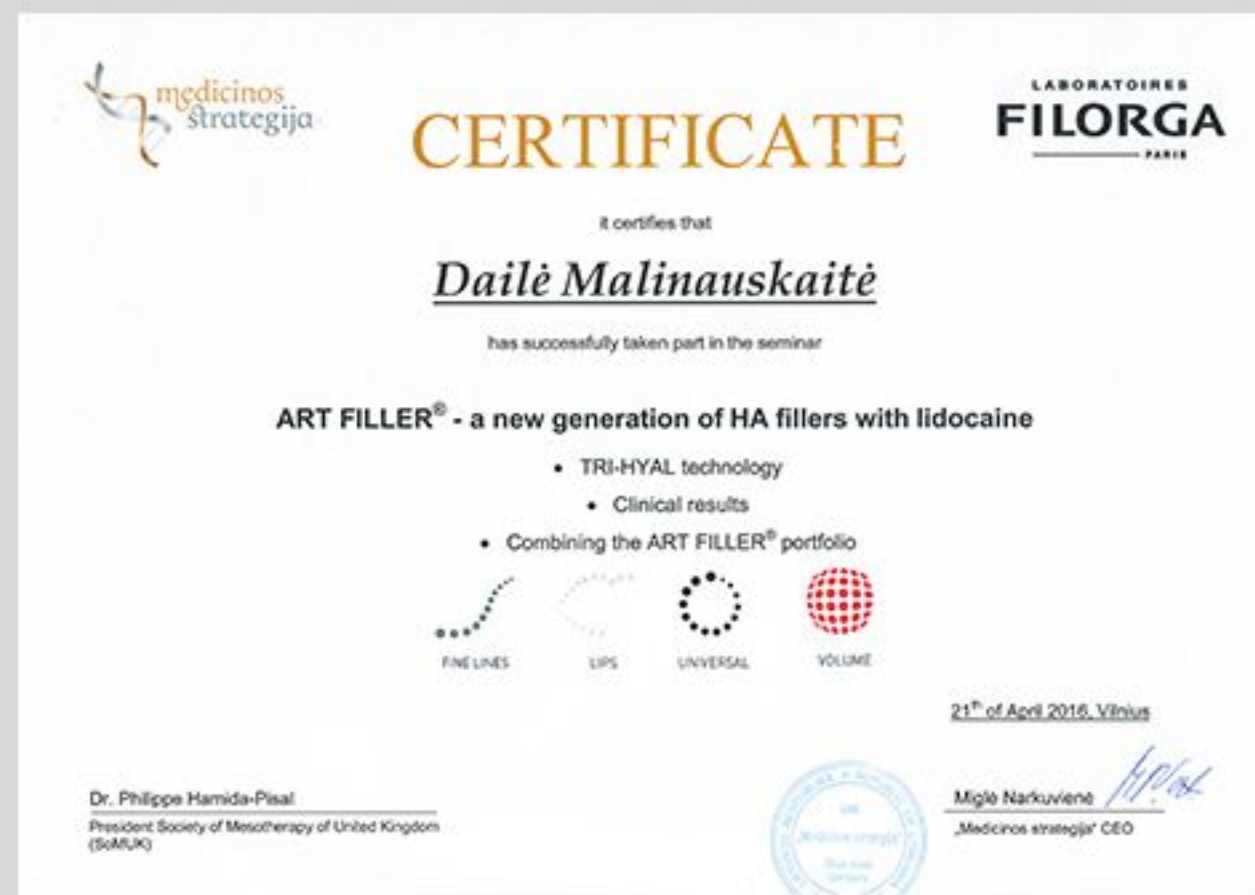 medicinos
strategija
LABORATOIRES
FILORGA
PARIS
CERTIFICATE
it certifies that
Dailė Malinauskaitė
has successfully taken part in the seminar
ART FILLER® - a new generation of HA fillers with lidocaine
• TRI-HYAL technology
• Clinical results
• Combining the ART FILLER® portfolio
FINE LINES LIPS UNIVERSAL VOLUME
21th of April 2016, Vilnius
Dr. Philippe Hamida-Pisal
President Society of Mesotherapy of United Kingdom
(SoMUK)
Miglė Narkuvienė
„Medicinos strategija" CEO